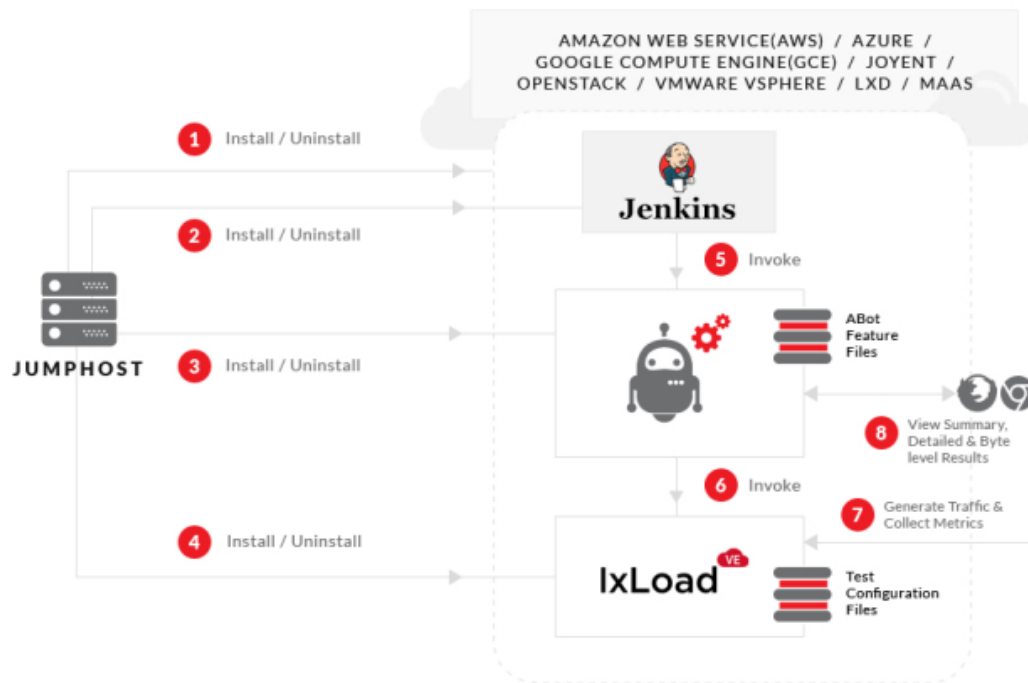 AMAZON WEB SERVICE(AWS) / AZURE /
GOOGLE COMPUTE ENGINE(GCE) / JOYENT /
OPENSTACK / VMWARE VSPHERE / LXD / MAAS
1 Install / Uninstall
Jenkins
2 Install / Uninstall
5 Invoke
ABot
Feature
Files
JUMPHOST
3 Install / Uninstall
8 View Summary,
Detailed & Byte
level Results
6 Invoke
7 Generate Traffic &
Collect Metrics
4 Install / Uninstall
IxLoad VE
Test
Configuration
Files